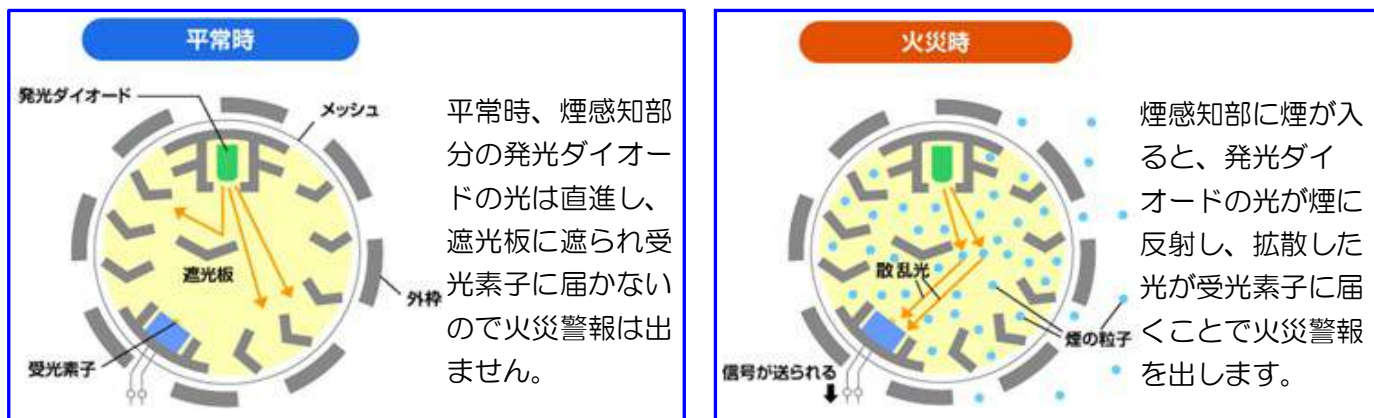 平常時
発光ダイオード
メッシュ
遮光板
外枠
受光素子
平常時、煙感知部
分の発光ダイオー
ドの光は直進し、
遮光板に遮られ受
光素子に届かない
ので火災警報は出
ません。
火災時
散乱光
煙の粒子
信号が送られる
煙感知部に煙が入
ると、発光ダイ
オードの光が煙に
反射し、拡散した
光が受光素子に届
くことで火災警報
を出します。